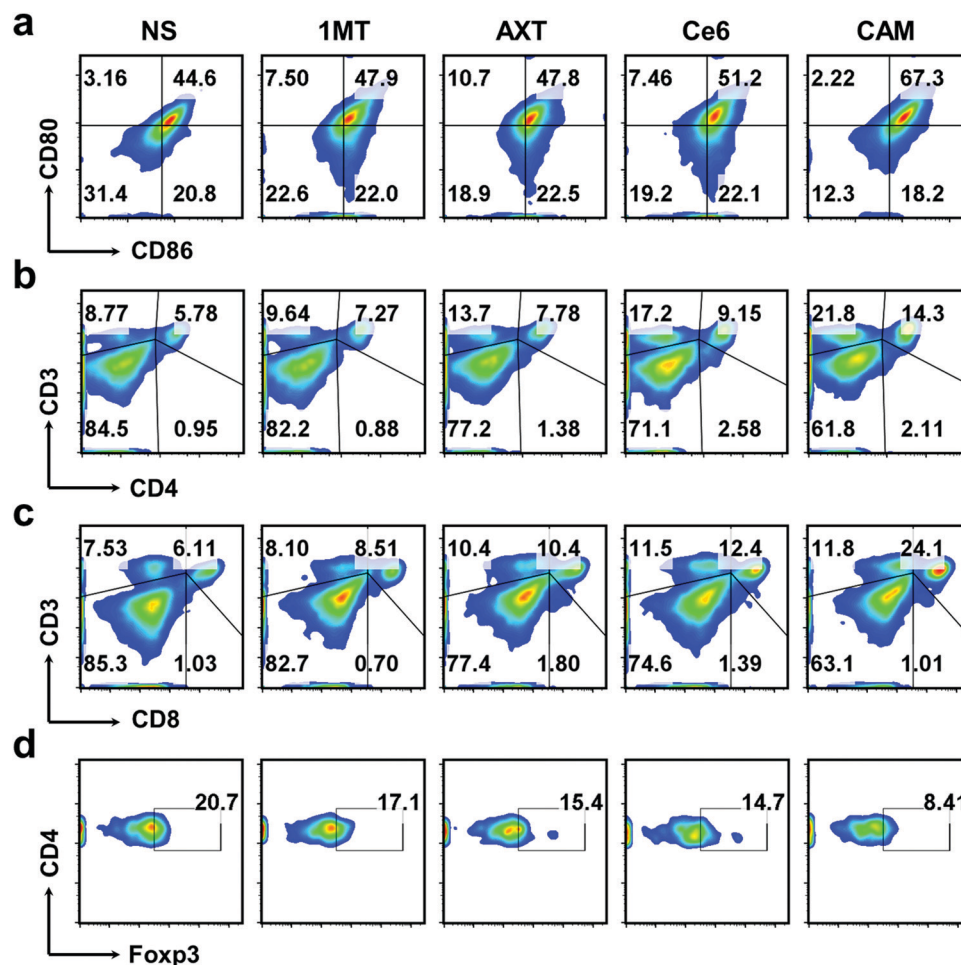 a
NS 1MT AXT Ce6 CAM
3.16 44.6 7.50 47.9 10.7 47.8 7.46 51.2 2.22 67.3
CD80
31.4 20.8 22.6 22.0 18.9 22.5 19.2 22.1 12.3 18.2
CD86
b
8.77 5.78 9.64 7.27 13.7 7.78 17.2 9.15 21.8 14.3
CD3
84.5 0.95 82.2 0.88 77.2 1.38 71.1 2.58 61.8 2.11
CD4
c
7.53 6.11 8.10 8.51 10.4 10.4 11.5 12.4 11.8 24.1
CD3
85.3 1.03 82.7 0.70 77.4 1.80 74.6 1.39 63.1 1.01
CD8
d
20.7 17.1 15.4 14.7 8.41
CD4
Foxp3